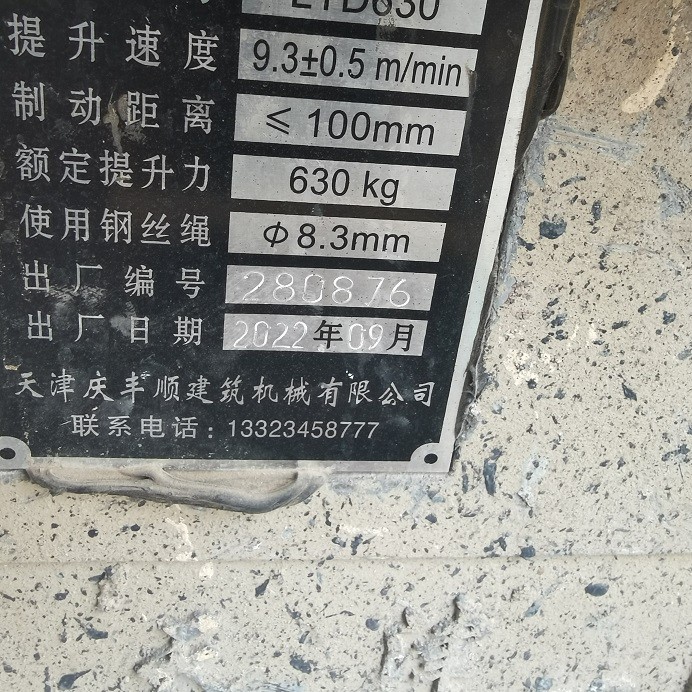 LTD630
提升速度 9.3±0.5 m/min
制动距离 ≤ 100mm
额定提升力 630 kg
使用钢丝绳 Φ8.3mm
出厂编号 280876
出厂日期 2022年09月
天津庆丰顺建筑机械有限公司
联系电话：13323458777